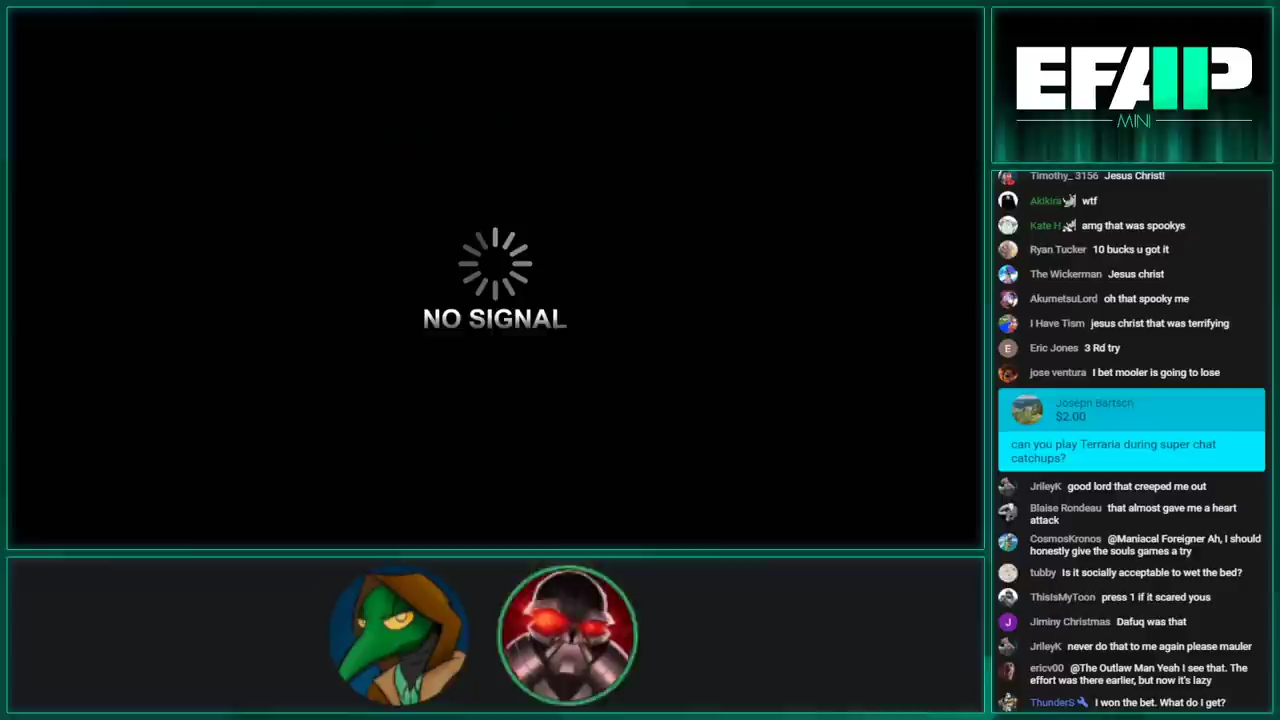 NO SIGNAL
EFAP
MINI
Timothy_ 3156 Jesus Christ!
Akikira wtf
Kate H amg that was spookys
Ryan Tucker 10 bucks u got it
The Wickerman Jesus christ
AkumetsuLord oh that spooky me
I Have Tism jesus christ that was terrifying
E Eric Jones 3 Rd try
jose ventura I bet mooler is going to lose
Joseph Bartsch
$2.00
can you play Terraria during super chat
catchups?
JrileyK good lord that creeped me out
Blaise Rondeau that almost gave me a heart
attack
CosmosKronos @Maniacal Foreigner Ah, I should
honestly give the souls games a try
tubby Is it socially acceptable to wet the bed?
ThisIsMyToon press 1 if it scared yous
J Jiminy Christmas Dafuq was that
JrileyK never do that to me again please mauler
ericv00 @The Outlaw Man Yeah I see that. The
effort was there earlier, but now it's lazy
ThunderS I won the bet. What do I get?